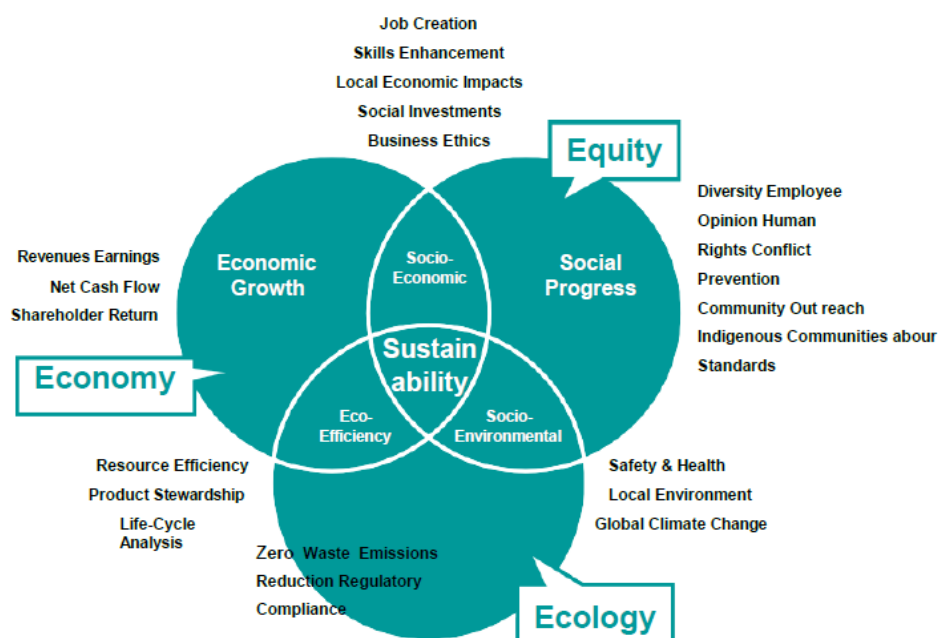 Job Creation
Skills Enhancement
Local Economic Impacts
Social Investments
Business Ethics
Equity
Diversity Employee
Opinion Human
Rights Conflict
Prevention
Community Out reach
Indigenous Communities abour
Standards
Revenues Earnings
Net Cash Flow
Shareholder Return
Economic
Growth
Socio-
Economic
Social
Progress
Economy
Sustain
ability
Eco-
Efficiency
Socio-
Environmental
Resource Efficiency
Product Stewardship
Life-Cycle
Analysis
Safety & Health
Local Environment
Global Climate Change
Zero Waste Emissions
Reduction Regulatory
Compliance
Ecology